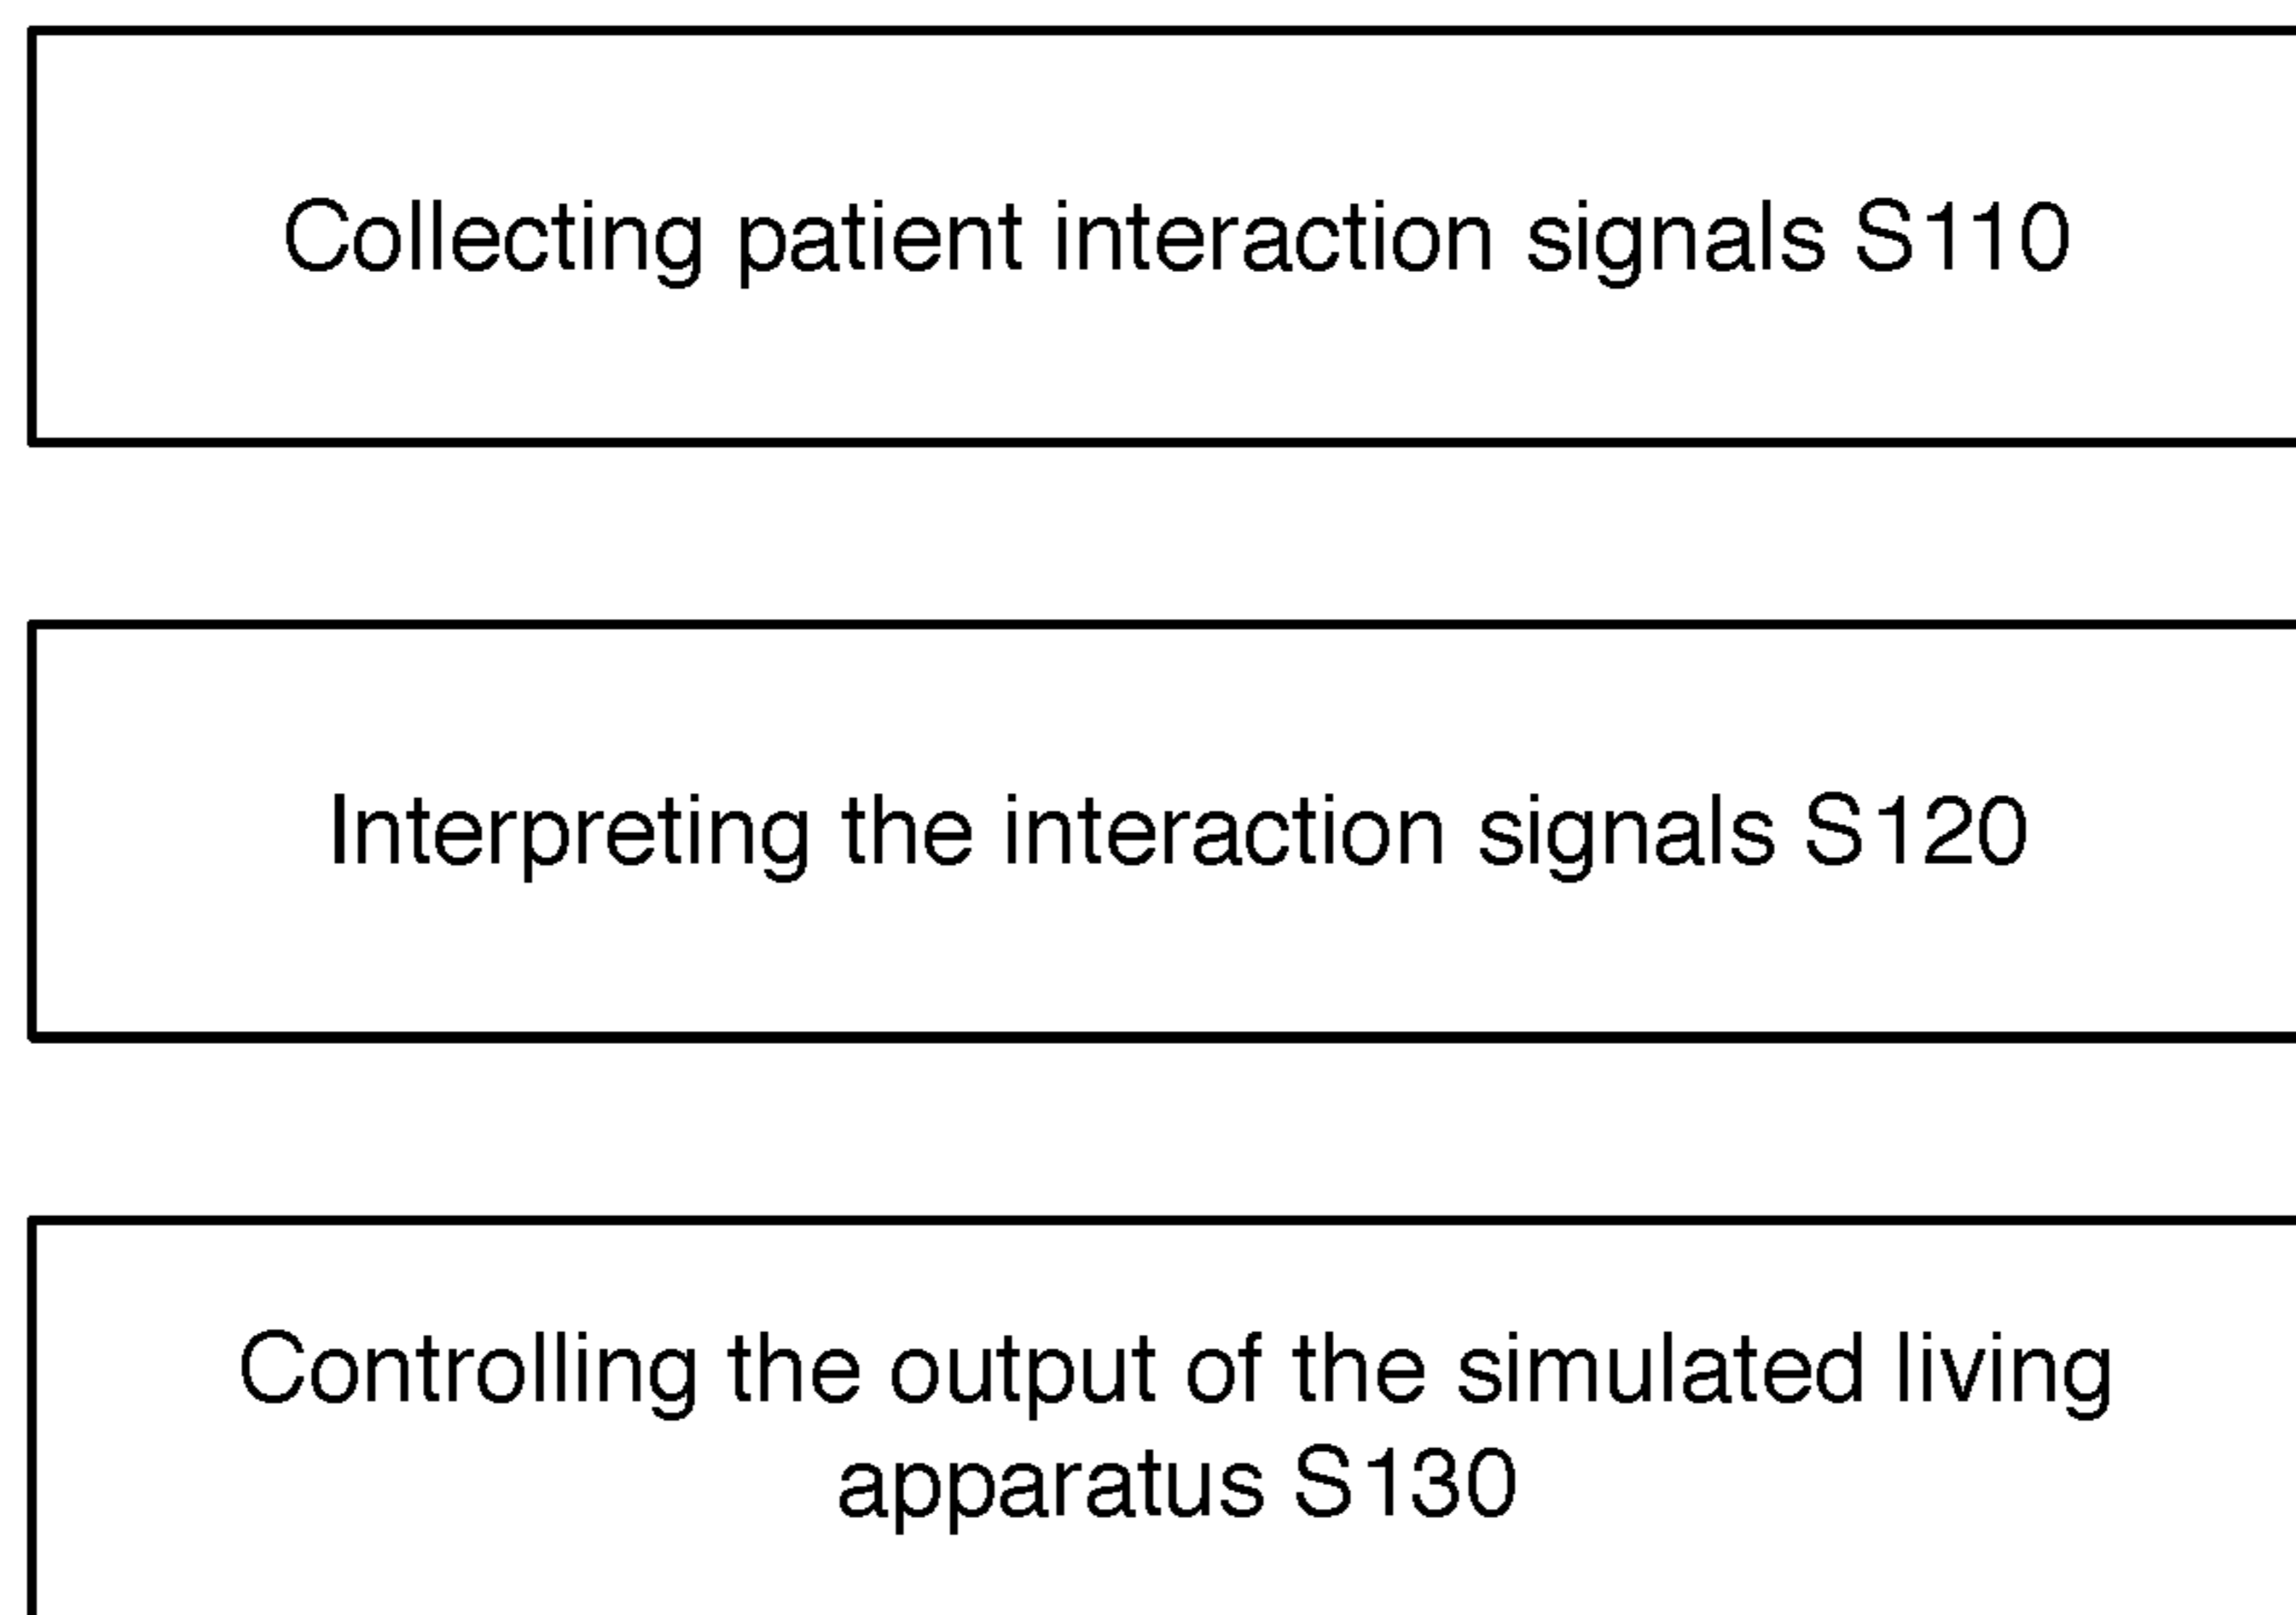 Collecting patient interaction signals S110
Interpreting the interaction signals S120
Controlling the output of the simulated living
apparatus S130